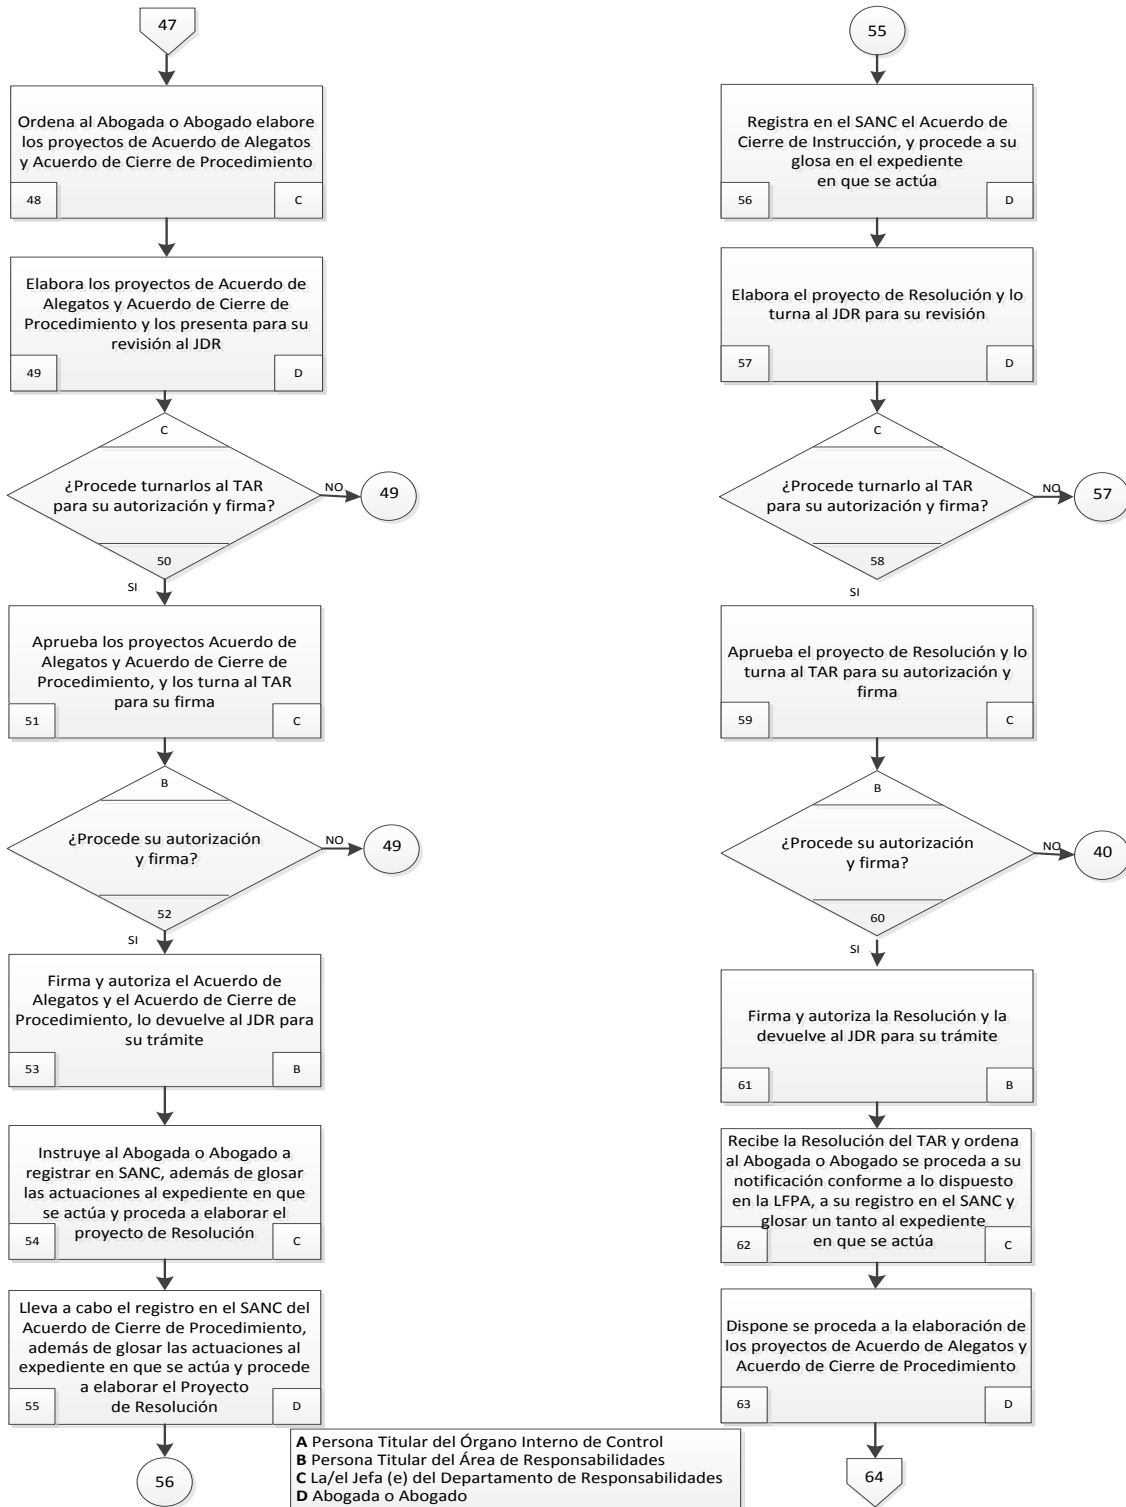 47
Ordena al Abogada o Abogado elabore
los proyectos de Acuerdo de Alegatos
y Acuerdo de Cierre de Procedimiento
48
C
Elabora los proyectos de Acuerdo de
Alegatos y Acuerdo de Cierre de
Procedimiento y los presenta para su
revisión al JDR
49
D
C
¿Procede turnarlos al TAR
para su autorización y firma?
50
NO
49
SI
Aprueba los proyectos Acuerdo de
Alegatos y Acuerdo de Cierre de
Procedimiento, y los turna al TAR
para su firma
51
C
B
¿Procede su autorización
y firma?
52
NO
49
SI
Firma y autoriza el Acuerdo de
Alegatos y el Acuerdo de Cierre de
Procedimiento, lo devuelve al JDR para
su trámite
53
B
Instruye al Abogada o Abogado a
registrar en SANC, además de glosar
las actuaciones al expediente en que
se actúa y proceda a elaborar el
proyecto de Resolución
54
C
Lleva a cabo el registro en el SANC del
Acuerdo de Cierre de Procedimiento,
además de glosar las actuaciones al
expediente en que se actúa y procede
a elaborar el Proyecto
de Resolución
55
D
56
55
Registra en el SANC el Acuerdo de
Cierre de Instrucción, y procede a su
glosa en el expediente
en que se actúa
56
D
Elabora el proyecto de Resolución y lo
turna al JDR para su revisión
57
D
C
¿Procede turnarlo al TAR
para su autorización y firma?
58
NO
57
SI
Aprueba el proyecto de Resolución y lo
turna al TAR para su autorización y
firma
59
C
B
¿Procede su autorización
y firma?
60
NO
40
SI
Firma y autoriza la Resolución y la
devuelve al JDR para su trámite
61
B
Recibe la Resolución del TAR y ordena
al Abogada o Abogado se proceda a su
notificación conforme a lo dispuesto
en la LFPA, a su registro en el SANC y
glosar un tanto al expediente
en que se actúa
62
C
Dispone se proceda a la elaboración de
los proyectos de Acuerdo de Alegatos y
Acuerdo de Cierre de Procedimiento
63
D
64
A Persona Titular del Órgano Interno de Control
B Persona Titular del Área de Responsabilidades
C La/el Jefa (e) del Departamento de Responsabilidades
D Abogada o Abogado